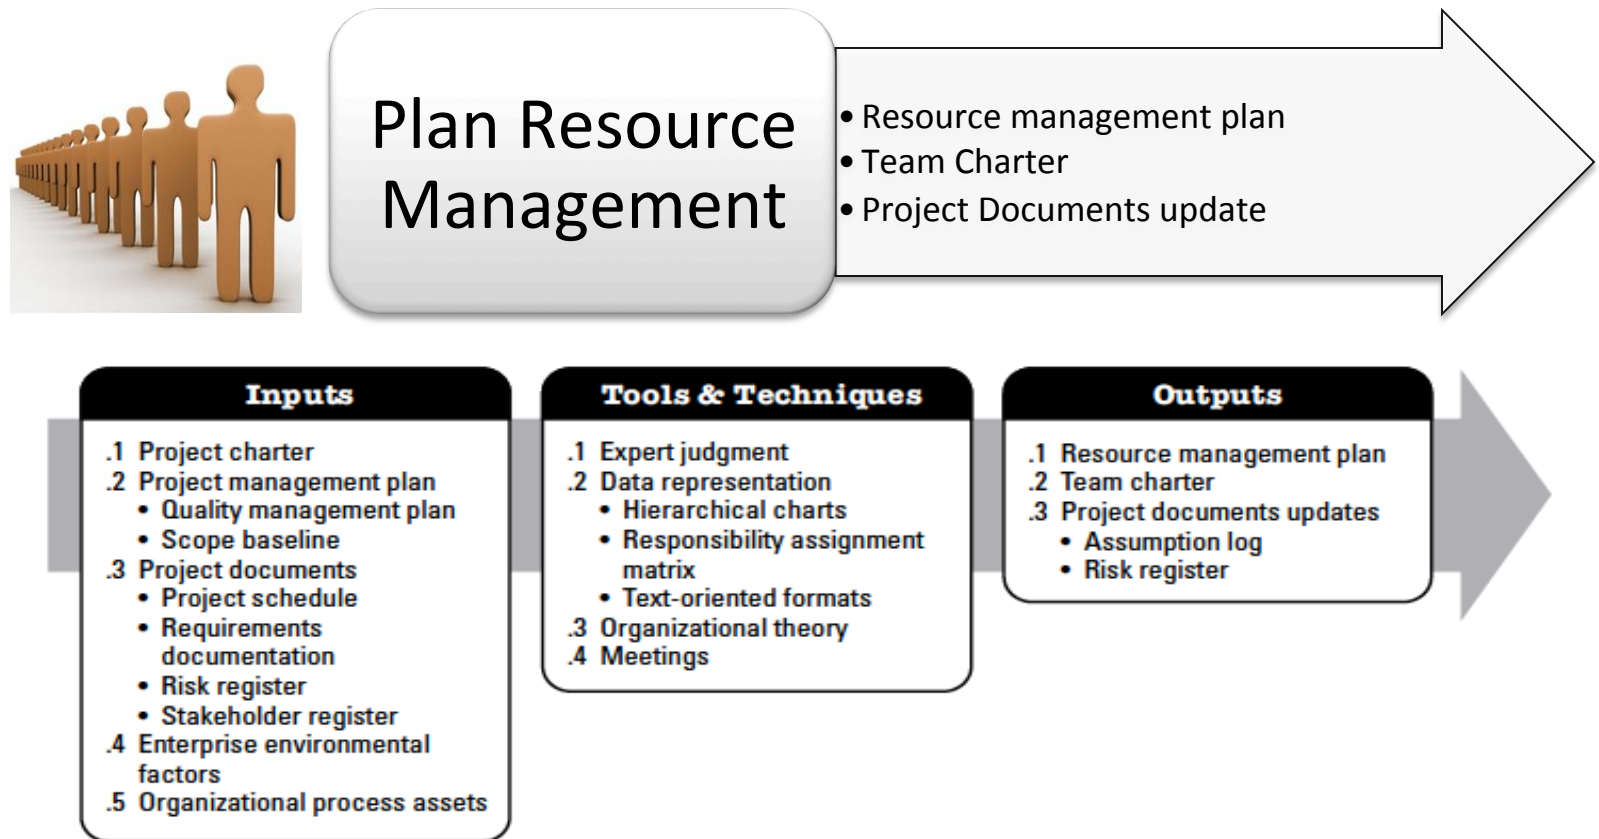 Plan Resource
Management
• Resource management plan
• Team Charter
• Project Documents update
Inputs
.1 Project charter
.2 Project management plan
• Quality management plan
• Scope baseline
.3 Project documents
• Project schedule
• Requirements
documentation
• Risk register
• Stakeholder register
.4 Enterprise environmental
factors
.5 Organizational process assets
Tools & Techniques
.1 Expert judgment
.2 Data representation
• Hierarchical charts
• Responsibility assignment
matrix
• Text-oriented formats
.3 Organizational theory
.4 Meetings
Outputs
.1 Resource management plan
.2 Team charter
.3 Project documents updates
• Assumption log
• Risk register